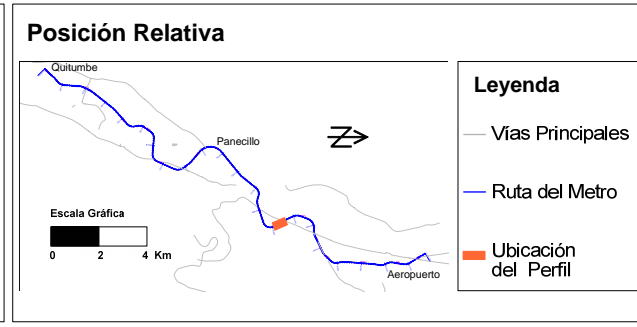 Posición Relativa
Quitumbe
Panecillo
N
Escala Gráfica
0 2 4 Km
Aeropuerto
Leyenda
Vías Principales
Ruta del Metro
Ubicación
del Perfil